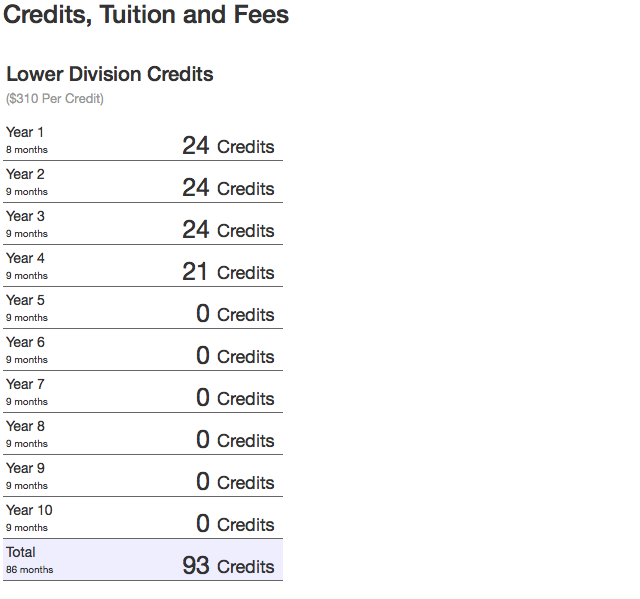 Credits, Tuition and Fees
Lower Division Credits
($310 Per Credit)
Year 1
8 months
24 Credits
Year 2
9 months
24 Credits
Year 3
9 months
24 Credits
Year 4
9 months
21 Credits
Year 5
9 months
0 Credits
Year 6
9 months
0 Credits
Year 7
9 months
0 Credits
Year 8
9 months
0 Credits
Year 9
9 months
0 Credits
Year 10
9 months
0 Credits
Total
86 months
93 Credits